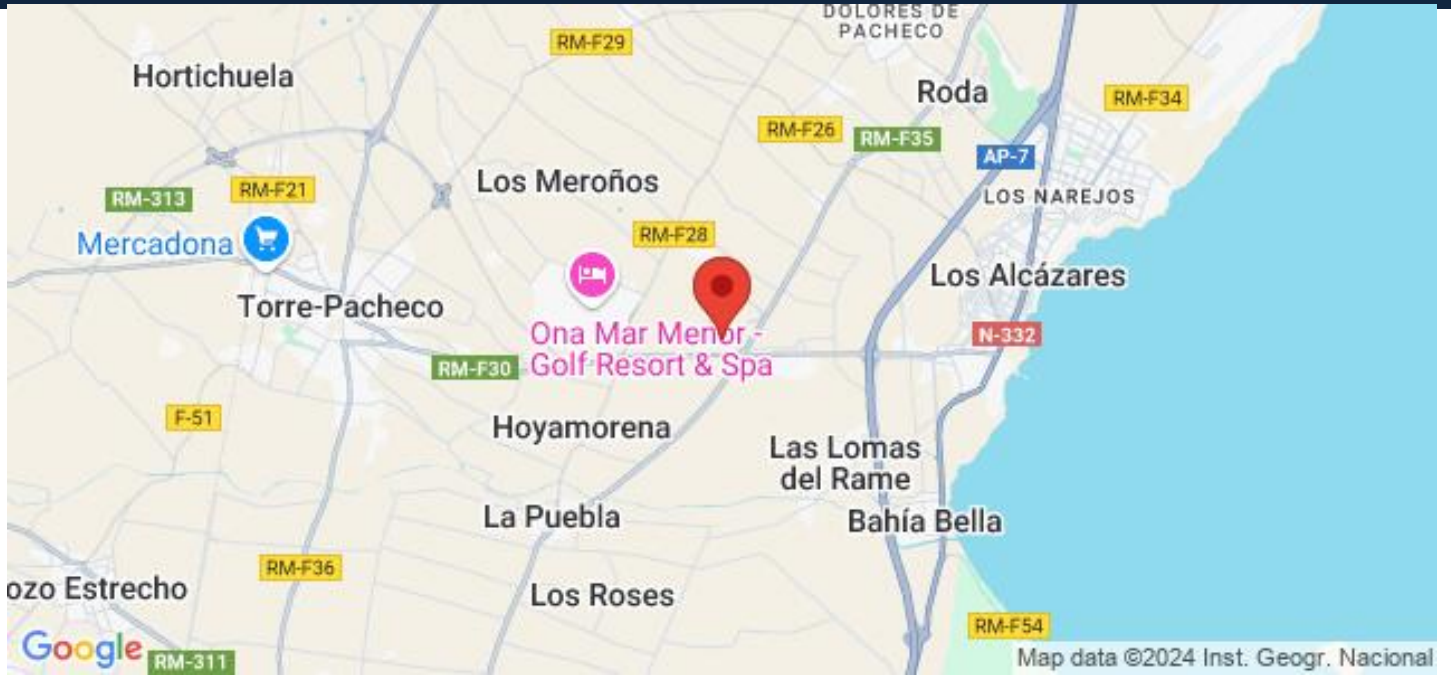 DOLORES DE
PACHECO
RM-F29
Hortichuela
Roda
RM-F34
RM-F26
RM-F35
AP-7
Los Meroños
RM-313
RM-F21
LOS NAREJOS
Mercadona
RM-F28
Los Alcázares
Torre-Pacheco
Ona Mar Menor -
Golf Resort & Spa
N-332
RM-F30
F-51
Hoyamorena
Las Lomas
del Rame
La Puebla
Bahía Bella
RM-F36
ozo Estrecho
Los Roses
RM-F54
Google
RM-311
Map data ©2024 Inst. Geogr. Nacional